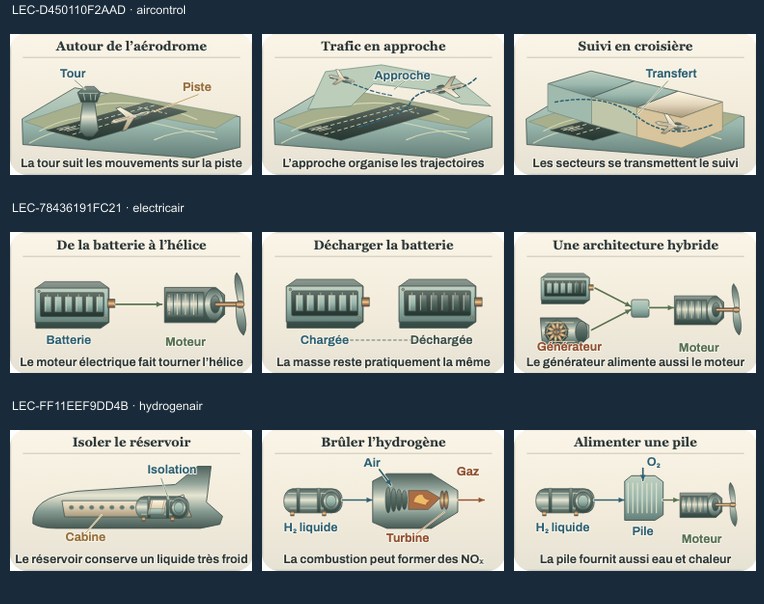 LEC-D450110F2AAD · aircontrol
Autour de l'aérodrome
Tour
Piste
La tour suit les mouvements sur la piste
Trafic en approche
Approche
L'approche organise les trajectoires
Suivi en croisière
Transfert
Les secteurs se transmettent le suivi
LEC-78436191FC21 · electricair
De la batterie à l'hélice
Batterie
Moteur
Le moteur électrique fait tourner l'hélice
Décharger la batterie
Chargée
Déchargée
La masse reste pratiquement la même
Une architecture hybride
Générateur
Moteur
Le générateur alimente aussi le moteur
LEC-FF11EEF9DD4B · hydrogenair
Isoler le réservoir
Isolation
Cabine
Le réservoir conserve un liquide très froid
Brûler l'hydrogène
Air
Gaz
H₂ liquide
Turbine
La combustion peut former des NOₓ
Alimenter une pile
O₂
H₂ liquide
Pile
Moteur
La pile fournit aussi eau et chaleur